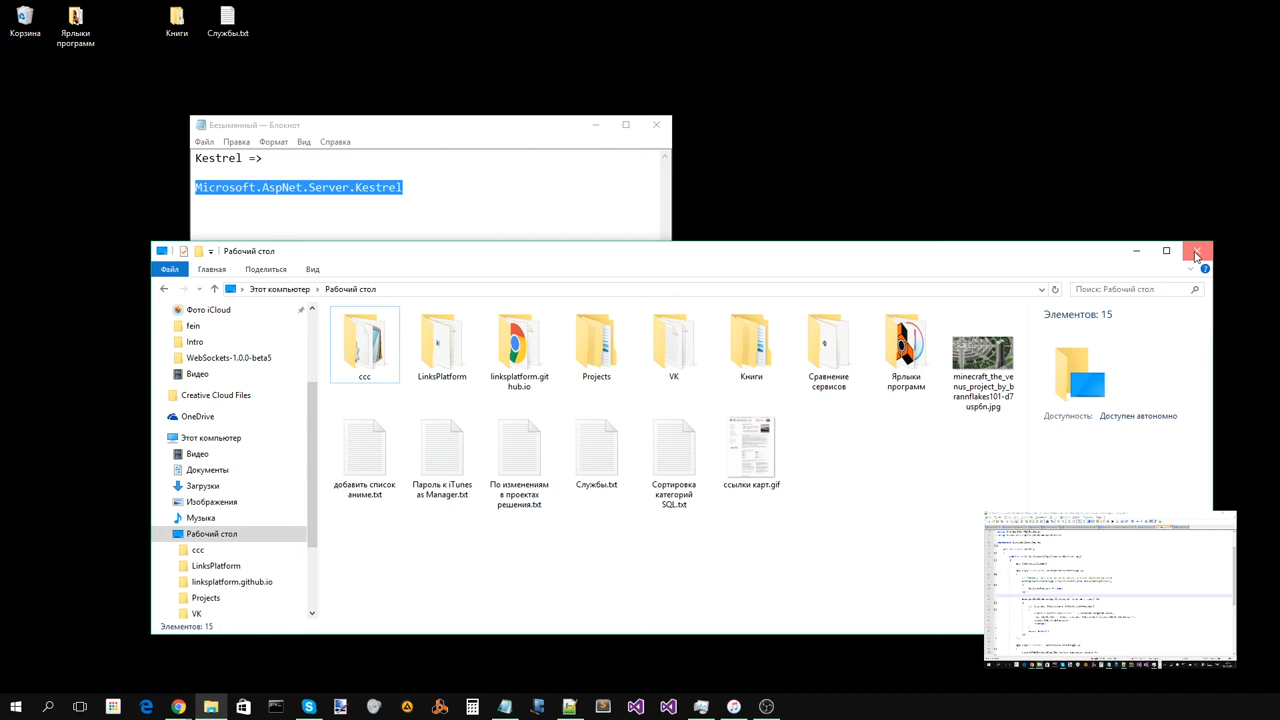 Корзина
Ярлыки
программ
Книги
Службы.txt
Безымянный — Блокнот
Файл Правка Формат Вид Справка
Kestrel =>
Microsoft.AspNet.Server.Kestrel
Рабочий стол
Файл Главная Поделиться Вид
Этот компьютер Рабочий стол
Поиск: Рабочий стол
Фото iCloud
fein
Intro
WebSockets-1.0.0-beta5
Видео
Creative Cloud Files
OneDrive
Этот компьютер
Видео
Документы
Загрузки
Изображения
Музыка
Рабочий стол
ccc
LinksPlatform
linksplatform.github.io
Projects
VK
ccc
LinksPlatform
linksplatform.git
hub.io
Projects
VK
Книги
Сравнение
сервисов
Ярлыки
программ
minecraft_the_ve
nus_project_by_b
rannflakes101-d7
usp6n.jpg
добавить список
аниме.txt
Пароль к iTunes
as Manager.txt
По изменениям
в проектах
решения.txt
Службы.txt
Сортировка
категорий
SQL.txt
ссылки карт.gif
Элементов: 15
Доступность: Доступен автономно
Элементов: 15